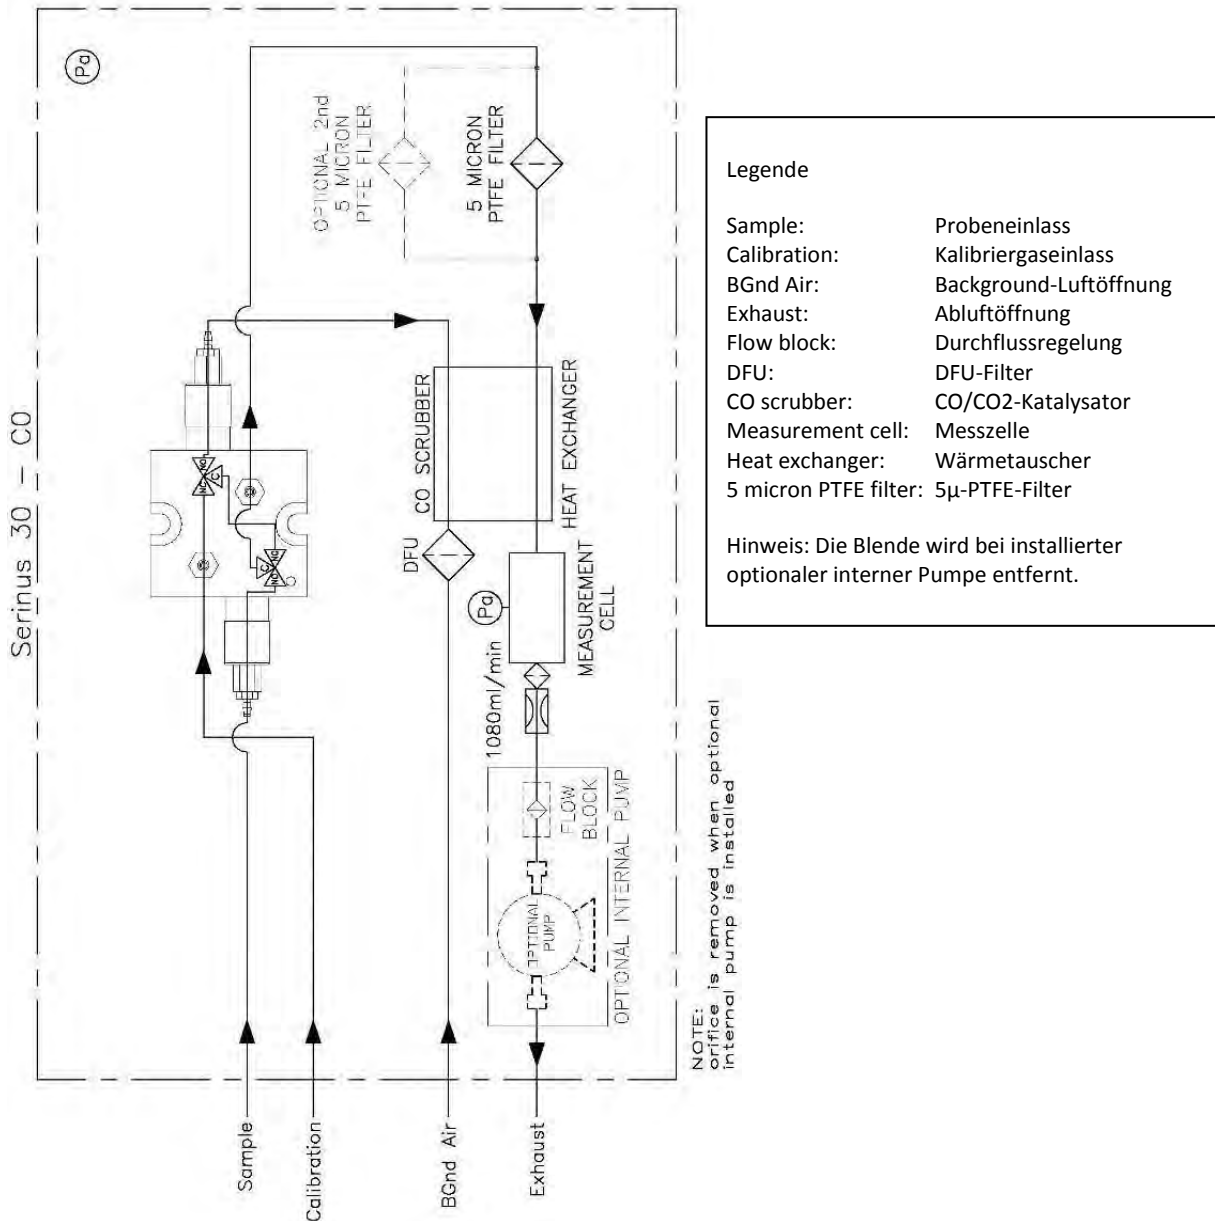 Serinus 30 - CO
Pa
OPTIONAL 2nd
5 MICRON
PTFE FILTER
5 MICRON
PTFE FILTER
NC
NO
C
NO
C
NC
CO SCRUBBER
HEAT EXCHANGER
DFU
Pa
MEASUREMENT
CELL
1080ml/min
FLOW
BLOCK
OPTIONAL
PUMP
OPTIONAL INTERNAL PUMP
NOTE:
orifice is removed when optional
internal pump is installed
Sample
Calibration
BGnd Air
Exhaust
Legende
Sample: Probeneinlass
Calibration: Kalibriergaseinlass
BGnd Air: Background-Luftöffnung
Exhaust: Abluftöffnung
Flow block: Durchflussregelung
DFU: DFU-Filter
CO scrubber: CO/CO2-Katalysator
Measurement cell: Messzelle
Heat exchanger: Wärmetauscher
5 micron PTFE filter: 5µ-PTFE-Filter
Hinweis: Die Blende wird bei installierter
optionaler interner Pumpe entfernt.